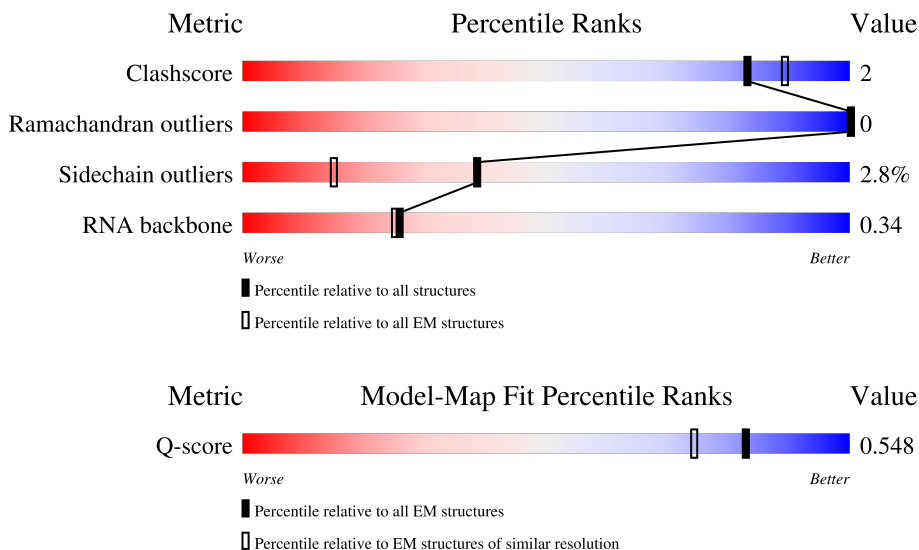 Metric Percentile Ranks Value
Clashscore 2
Ramachandran outliers 0
Sidechain outliers 2.8%
RNA backbone 0.34
Worse Better
Percentile relative to all structures
Percentile relative to all EM structures
Metric Model-Map Fit Percentile Ranks Value
Q-score 0.548
Worse Better
Percentile relative to all EM structures
Percentile relative to EM structures of similar resolution